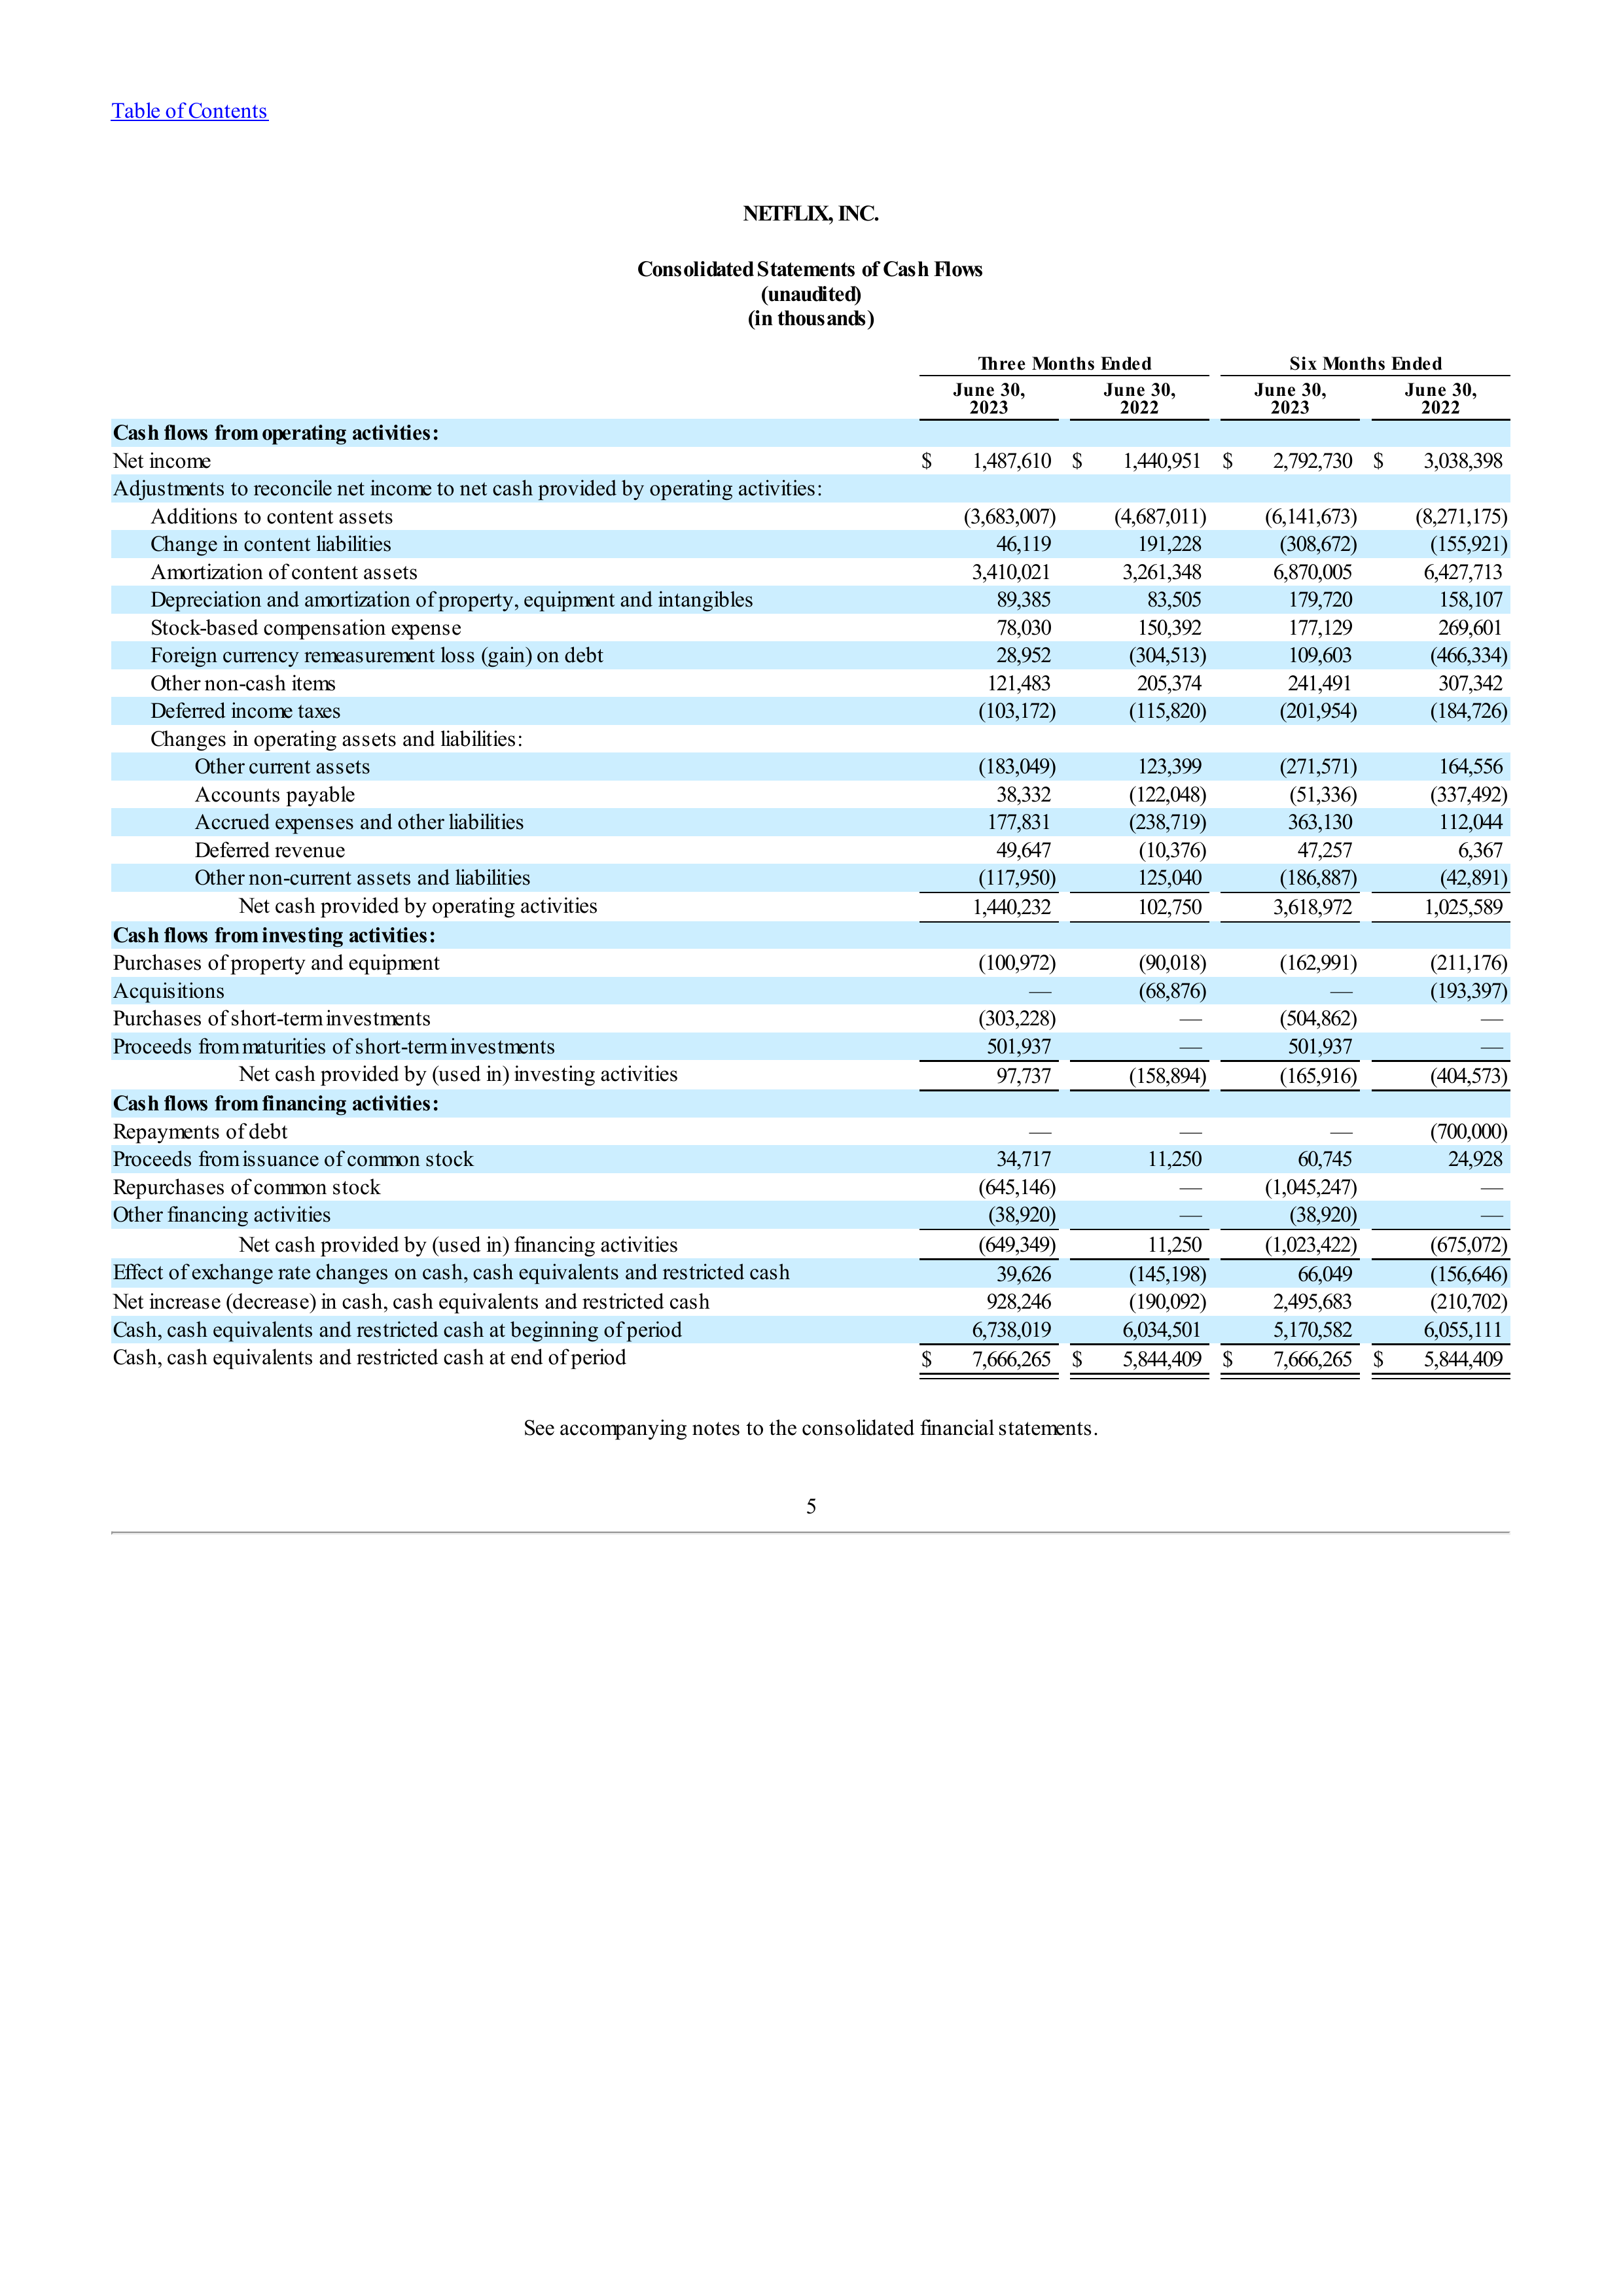 Table of Contents
NETFLIX, INC.
Consolidated Statements of Cash Flows
(unaudited)
(in thousands)
Three Months Ended Six Months Ended
June 30, 2023 June 30, 2022 June 30, 2023 June 30, 2022
Cash flows from operating activities:
Net income $ 1,487,610 $ 1,440,951 $ 2,792,730 $ 3,038,398
Adjustments to reconcile net income to net cash provided by operating activities:
Additions to content assets (3,683,007) (4,687,011) (6,141,673) (8,271,175)
Change in content liabilities 46,119 191,228 (308,672) (155,921)
Amortization of content assets 3,410,021 3,261,348 6,870,005 6,427,713
Depreciation and amortization of property, equipment and intangibles 89,385 83,505 179,720 158,107
Stock-based compensation expense 78,030 150,392 177,129 269,601
Foreign currency remeasurement loss (gain) on debt 28,952 (304,513) 109,603 (466,334)
Other non-cash items 121,483 205,374 241,491 307,342
Deferred income taxes (103,172) (115,820) (201,954) (184,726)
Changes in operating assets and liabilities:
Other current assets (183,049) 123,399 (271,571) 164,556
Accounts payable 38,332 (122,048) (51,336) (337,492)
Accrued expenses and other liabilities 177,831 (238,719) 363,130 112,044
Deferred revenue 49,647 (10,376) 47,257 6,367
Other non-current assets and liabilities (117,950) 125,040 (186,887) (42,891)
Net cash provided by operating activities 1,440,232 102,750 3,618,972 1,025,589
Cash flows from investing activities:
Purchases of property and equipment (100,972) (90,018) (162,991) (211,176)
Acquisitions — (68,876) — (193,397)
Purchases of short-term investments (303,228) — (504,862) —
Proceeds from maturities of short-term investments 501,937 — 501,937 —
Net cash provided by (used in) investing activities 97,737 (158,894) (165,916) (404,573)
Cash flows from financing activities:
Repayments of debt — — — (700,000)
Proceeds from issuance of common stock 34,717 11,250 60,745 24,928
Repurchases of common stock (645,146) — (1,045,247) —
Other financing activities (38,920) — (38,920) —
Net cash provided by (used in) financing activities (649,349) 11,250 (1,023,422) (675,072)
Effect of exchange rate changes on cash, cash equivalents and restricted cash 39,626 (145,198) 66,049 (156,646)
Net increase (decrease) in cash, cash equivalents and restricted cash 928,246 (190,092) 2,495,683 (210,702)
Cash, cash equivalents and restricted cash at beginning of period 6,738,019 6,034,501 5,170,582 6,055,111
Cash, cash equivalents and restricted cash at end of period $ 7,666,265 $ 5,844,409 $ 7,666,265 $ 5,844,409
See accompanying notes to the consolidated financial statements.
5